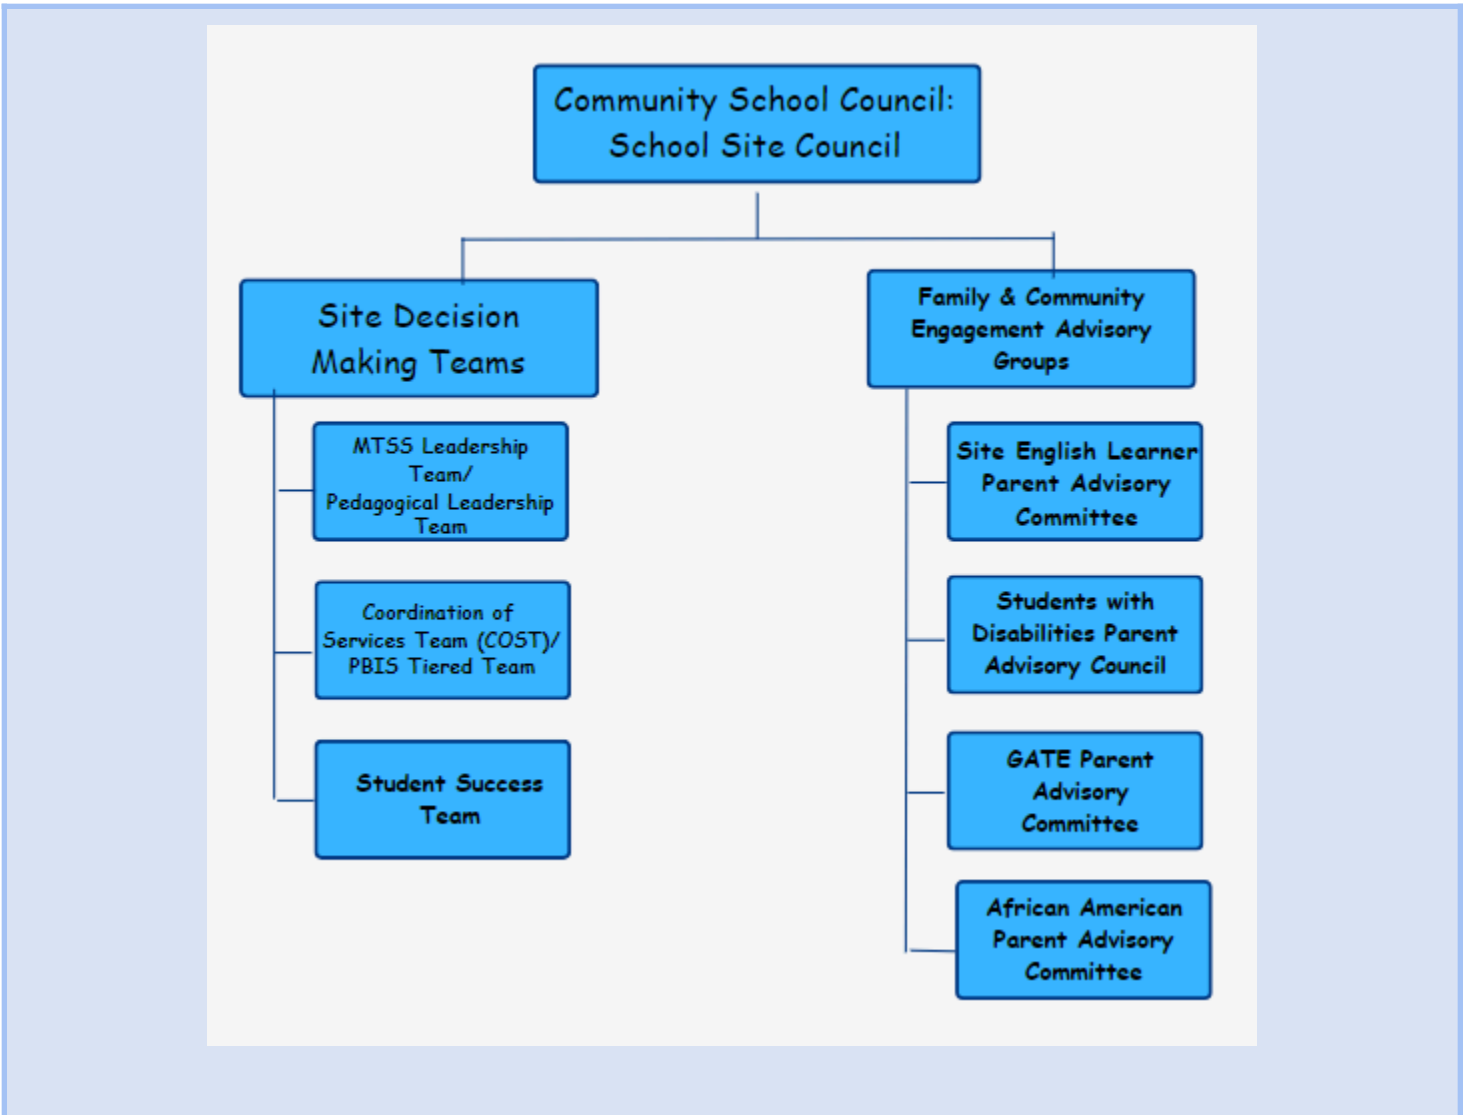 Community School Council:
School Site Council
Site Decision
Making Teams
MTSS Leadership
Team/
Pedagogical Leadership
Team
Coordination of
Services Team (COST)/
PBIS Tiered Team
Student Success
Team
Family & Community
Engagement Advisory
Groups
Site English Learner
Parent Advisory
Committee
Students with
Disabilities Parent
Advisory Council
GATE Parent
Advisory
Committee
African American
Parent Advisory
Committee